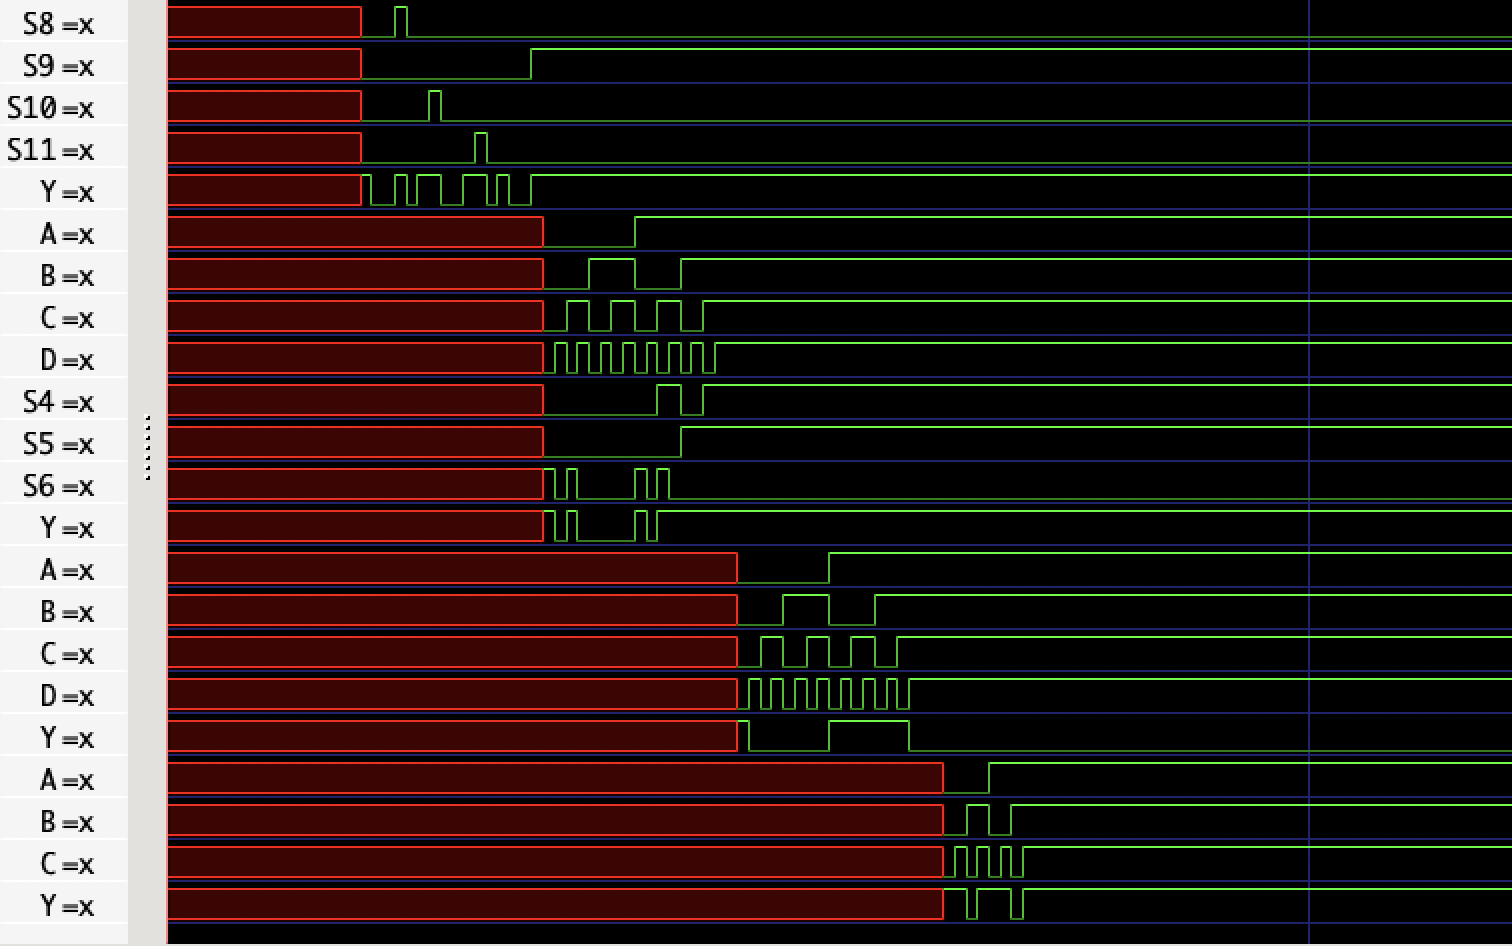 S8=x
S9=x
S10=x
S11=x
Y=x
A=x
B=x
C=x
D=x
S4=x
S5=x
S6=x
Y=x
A=x
B=x
C=x
D=x
Y=x
A=x
B=x
C=x
Y=x